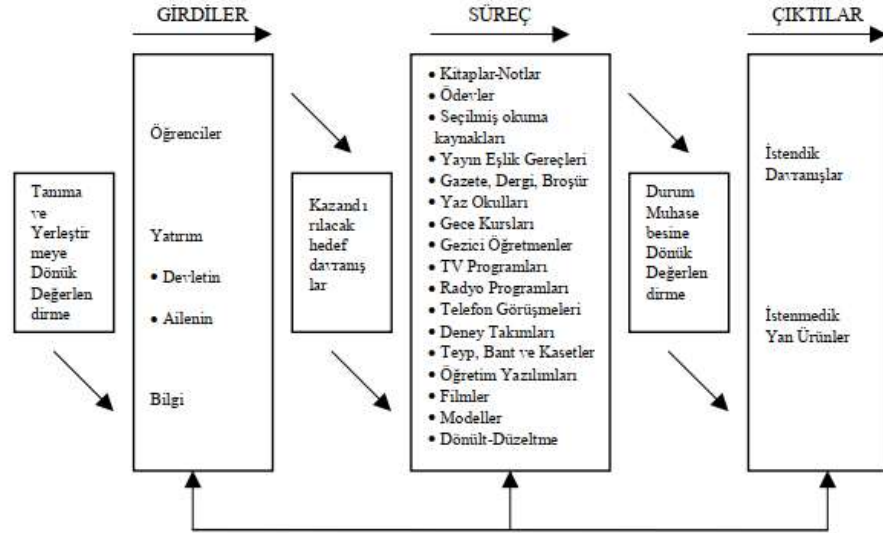 GİRDİLER
SÜREÇ
ÇIKTILAR
Tanıma
ve
Yerleştir
meye
Dönük
Değerlen
dirme
Öğrenciler
Yatırım
• Devletin
• Ailenin
Bilgi
Kazandı
rılacak
hedef
davranış
lar
• Kitaplar-Notlar
• Ödevler
• Seçilmiş okuma
kaynakları
• Yayın Eşlik Gereçleri
• Gazete, Dergi, Broşür
• Yaz Okulları
• Gece Kursları
• Gezici Öğretmenler
• TV Programları
• Radyo Programları
• Telefon Görüşmeleri
• Deney Takımları
• Teyp, Bant ve Kasetler
• Öğretim Yazılımları
• Filmler
• Modeller
• Dönült-Düzeltme
Durum
Muhase
besine
Dönük
Değerlen
dirme
İstendik
Davranışlar
İstenmedik
Yan Ürünler